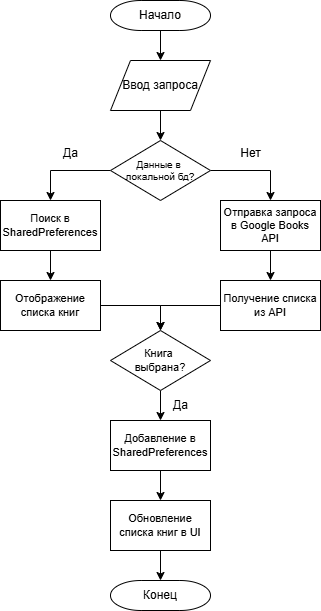 Начало
Ввод запроса
Да
Данные в
локальной бд?
Нет
Поиск в
SharedPreferences
Отправка запроса
в Google Books
API
Отображение
списка книг
Получение списка
из API
Книга
выбрана?
Да
Добавление в
SharedPreferences
Обновление
списка книг в UI
Конец